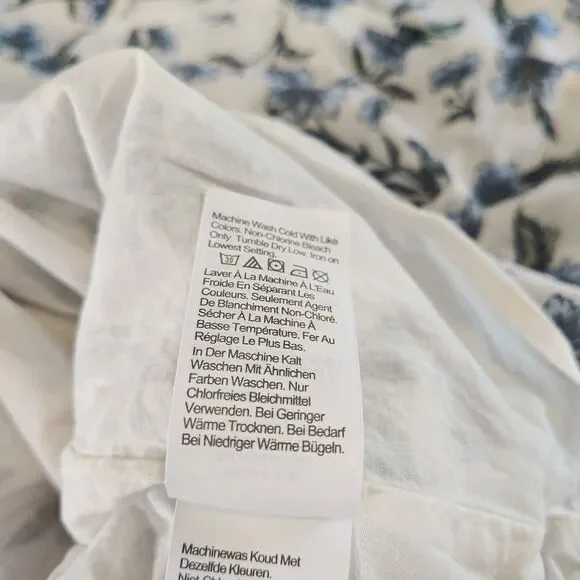 Machine Wash Cold With Like
Colors. Non-Chlorine Bleach
Only. Tumble Dry Low. Iron on
Lowest Setting.
30
Laver À La Machine À L'Eau
Froide En Séparant Les
Couleurs. Seulement Agent
De Blanchiment Non-Chloré.
Sécher À La Machine À
Basse Température. Fer Au
Réglage Le Plus Bas.
In Der Maschine Kalt
Waschen Mit Ähnlichen
Farben Waschen. Nur
Chlorfreies Bleichmittel
Verwenden. Bei Geringer
Wärme Trocknen. Bei Bedarf
Bei Niedriger Wärme Bügeln.
Machinewas Koud Met
Dezelfde Kleuren.